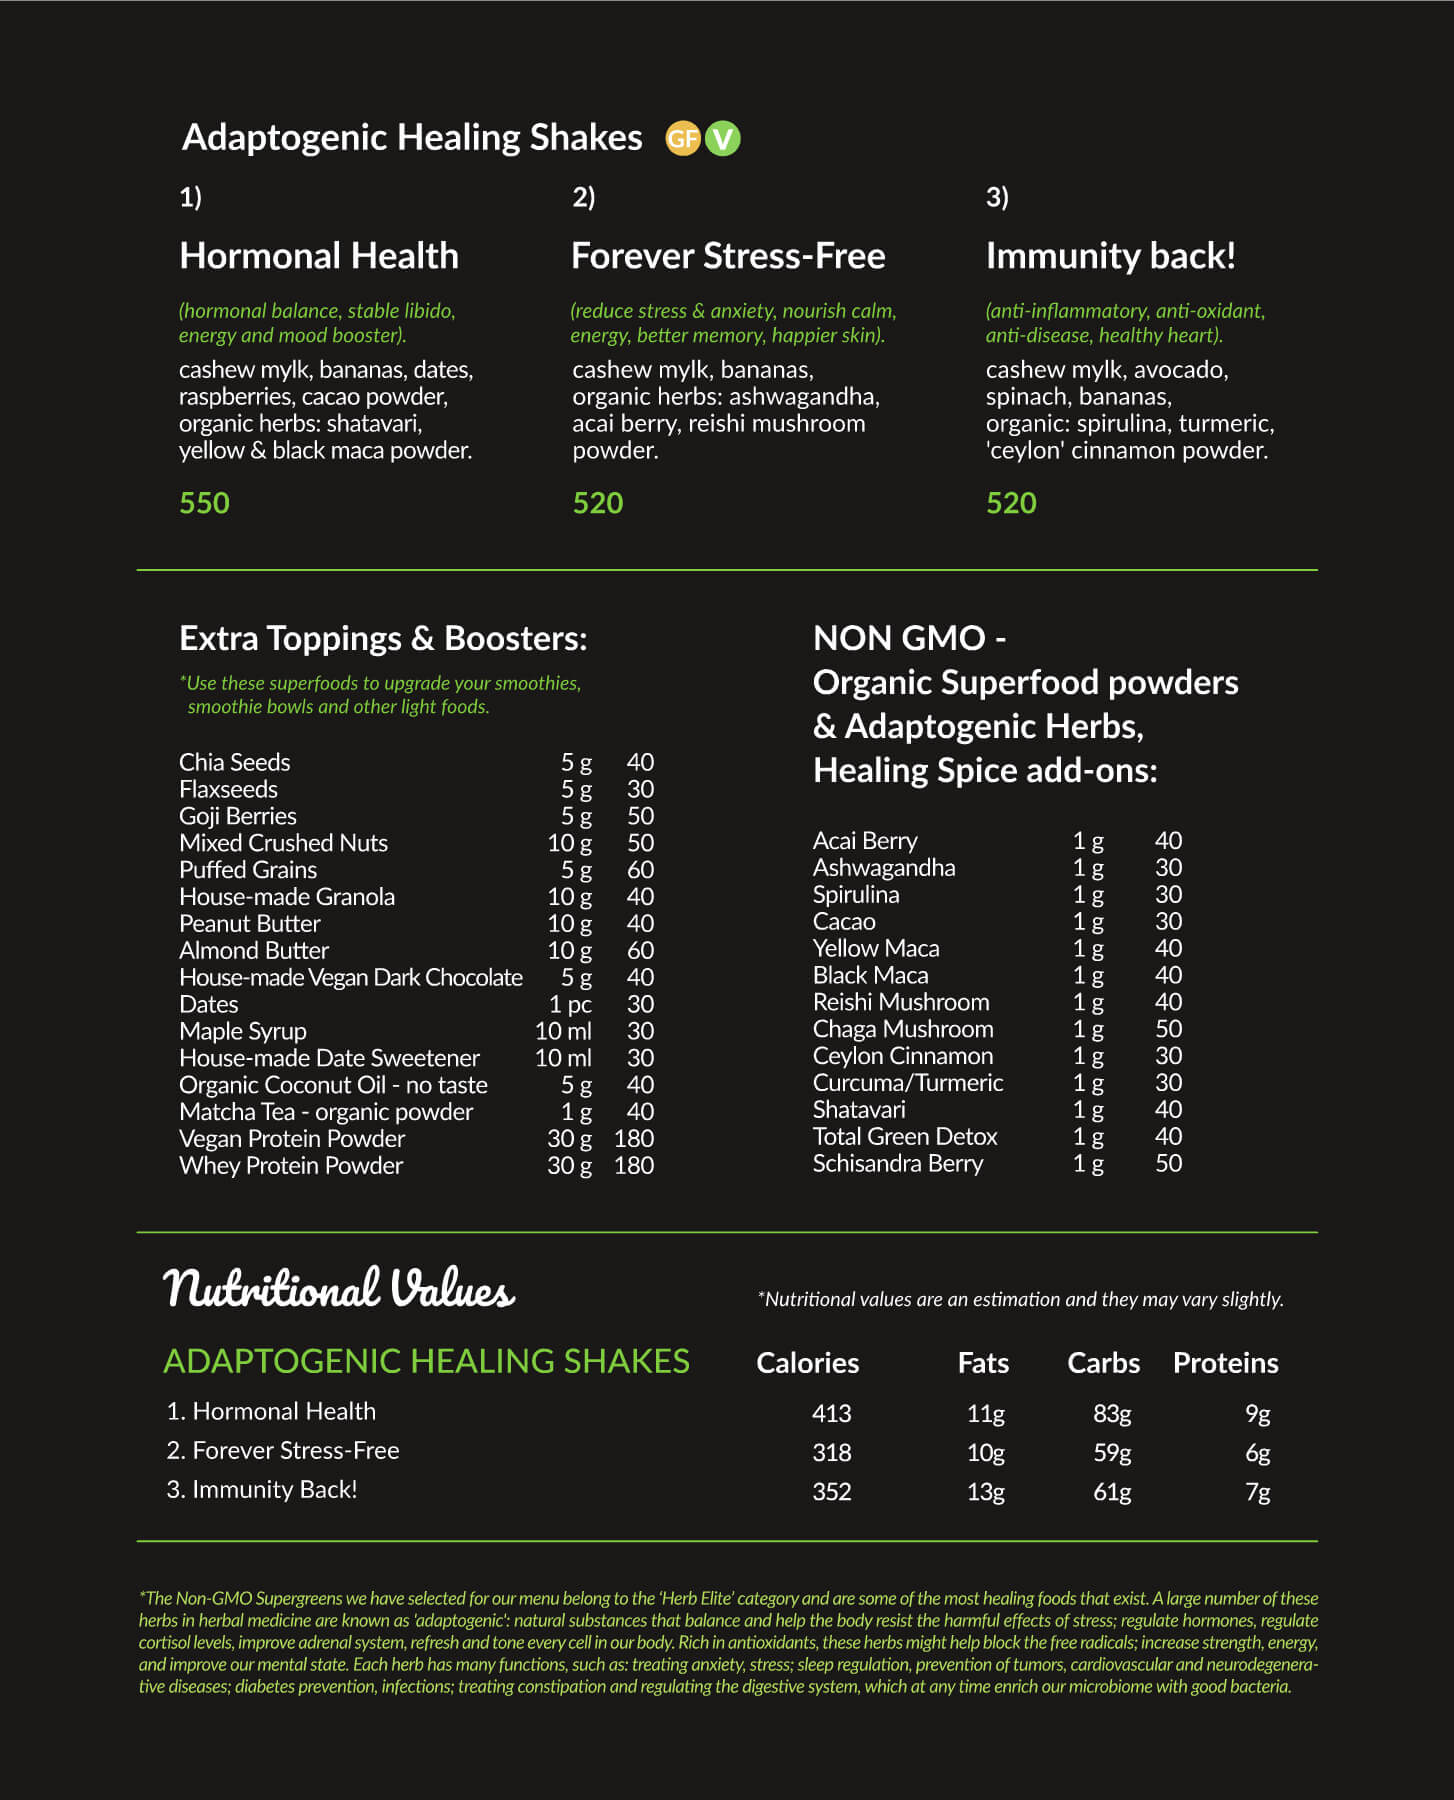 Adaptogenic Healing Shakes GF V
1)
Hormonal Health
(hormonal balance, stable libido,
energy and mood booster).
cashew mylk, bananas, dates,
raspberries, cacao powder,
organic herbs: shatavari,
yellow & black maca powder.
550
2)
Forever Stress-Free
(reduce stress & anxiety, nourish calm,
energy, better memory, happier skin).
cashew mylk, bananas,
organic herbs: ashwagandha,
acai berry, reishi mushroom
powder.
520
3)
Immunity back!
(anti-inflammatory, anti-oxidant,
anti-disease, healthy heart).
cashew mylk, avocado,
spinach, bananas,
organic: spirulina, turmeric,
'ceylon' cinnamon powder.
520
Extra Toppings & Boosters:
*Use these superfoods to upgrade your smoothies,
smoothie bowls and other light foods.
Chia Seeds 5 g 40
Flaxseeds 5 g 30
Goji Berries 5 g 50
Mixed Crushed Nuts 10 g 50
Puffed Grains 5 g 60
House-made Granola 10 g 40
Peanut Butter 10 g 40
Almond Butter 10 g 60
House-made Vegan Dark Chocolate 5 g 40
Dates 1 pc 30
Maple Syrup 10 ml 30
House-made Date Sweetener 10 ml 30
Organic Coconut Oil - no taste 5 g 40
Matcha Tea - organic powder 1 g 40
Vegan Protein Powder 30 g 180
Whey Protein Powder 30 g 180
NON GMO -
Organic Superfood powders
& Adaptogenic Herbs,
Healing Spice add-ons:
Acai Berry 1 g 40
Ashwagandha 1 g 30
Spirulina 1 g 30
Cacao 1 g 30
Yellow Maca 1 g 40
Black Maca 1 g 40
Reishi Mushroom 1 g 40
Chaga Mushroom 1 g 50
Ceylon Cinnamon 1 g 30
Curcuma/Turmeric 1 g 30
Shatavari 1 g 40
Total Green Detox 1 g 40
Schisandra Berry 1 g 50
Nutritional Values
*Nutritional values are an estimation and they may vary slightly.
ADAPTOGENIC HEALING SHAKES Calories Fats Carbs Proteins
1. Hormonal Health 413 11g 83g 9g
2. Forever Stress-Free 318 10g 59g 6g
3. Immunity Back! 352 13g 61g 7g
*The Non-GMO Supergreens we have selected for our menu belong to the ‘Herb Elite’ category and are some of the most healing foods that exist. A large number of these
herbs in herbal medicine are known as 'adaptogenic': natural substances that balance and help the body resist the harmful effects of stress; regulate hormones, regulate
cortisol levels, improve adrenal system, refresh and tone every cell in our body. Rich in antioxidants, these herbs might help block the free radicals; increase strength, energy,
and improve our mental state. Each herb has many functions, such as: treating anxiety, stress; sleep regulation, prevention of tumors, cardiovascular and neurodegenera-
tive diseases; diabetes prevention, infections; treating constipation and regulating the digestive system, which at any time enrich our microbiome with good bacteria.